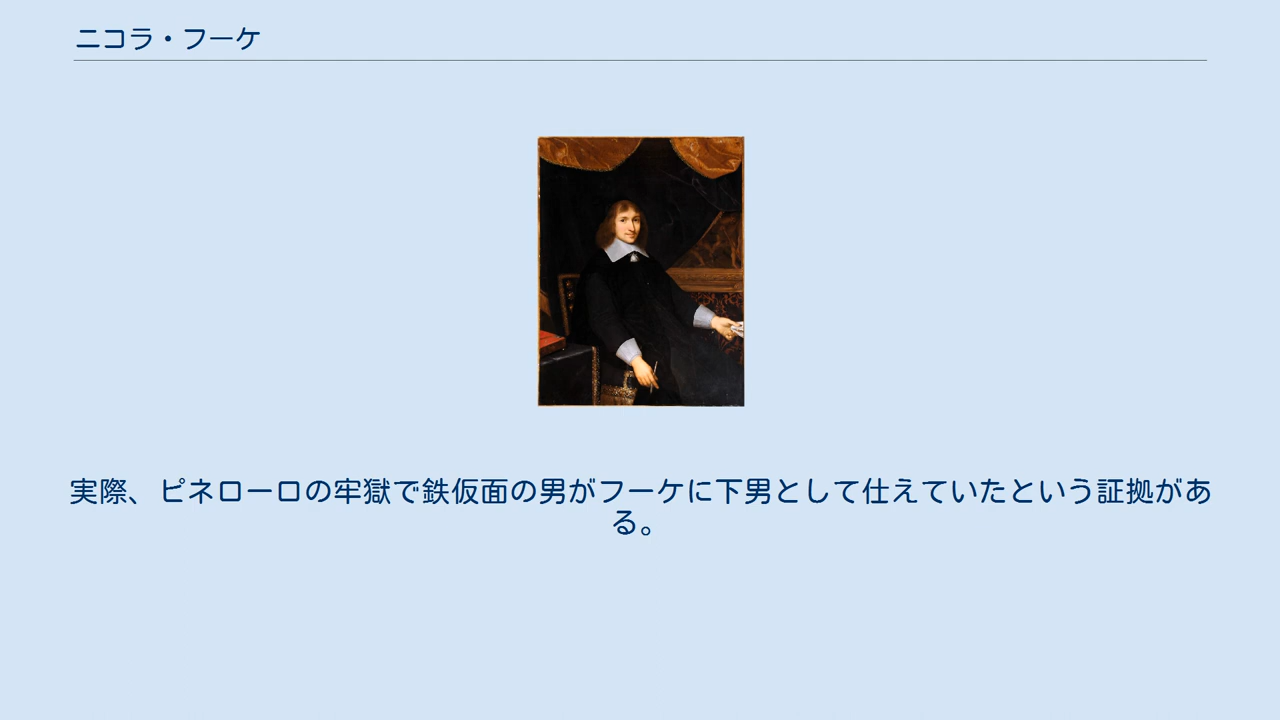 ニコラ・フーケ
実際、ピネローロの牢獄で鉄仮面の男がフーケに下男として仕えていたという証拠があ
る。